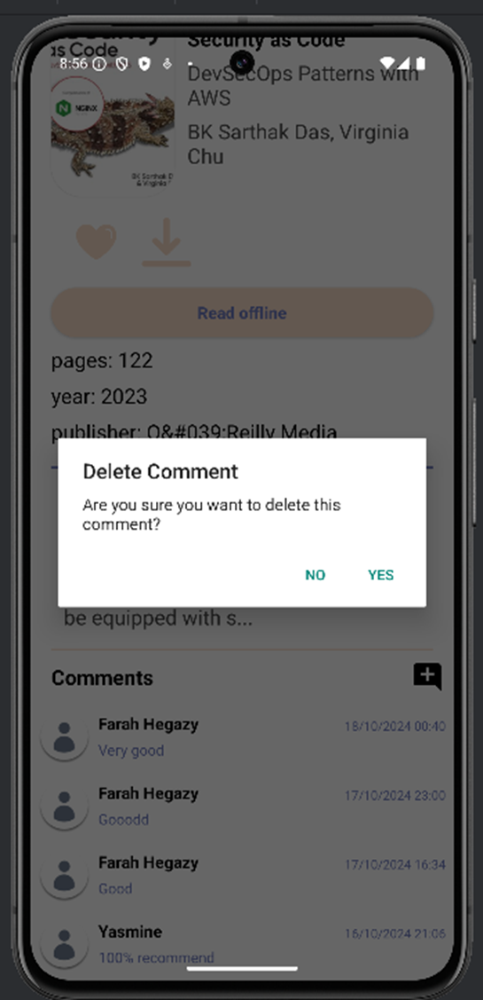 as Code
Security as Code
8:56
DevSecOps Patterns with
AWS
NGINX
BK Sarthak Das, Virginia
Chu
BK Sarthak D
& Virginia
Read offline
pages: 122
year: 2023
publisher: O&#039;Reilly Media
Delete Comment
Are you sure you want to delete this
comment?
NO YES
be equipped with s...
Comments
Farah Hegazy 18/10/2024 00:40
Very good
Farah Hegazy 17/10/2024 23:00
Gooodd
Farah Hegazy 17/10/2024 16:34
Good
Yasmine 16/10/2024 21:06
100% recommend